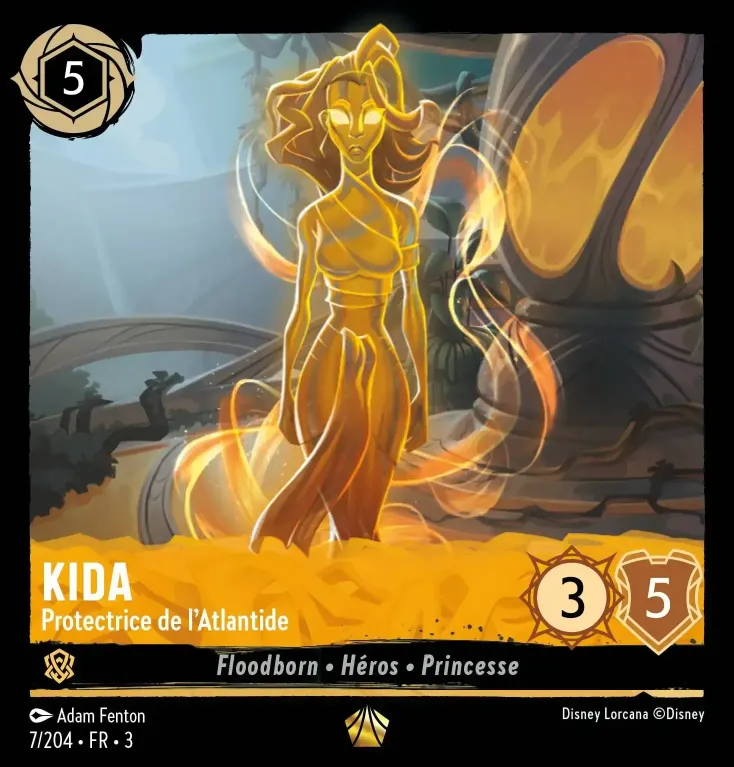 5
KIDA
Protectrice de l'Atlantide
3
5
Floodborn • Héros • Princesse
Adam Fenton
Disney Lorcana ©Disney
7/204 • FR • 3